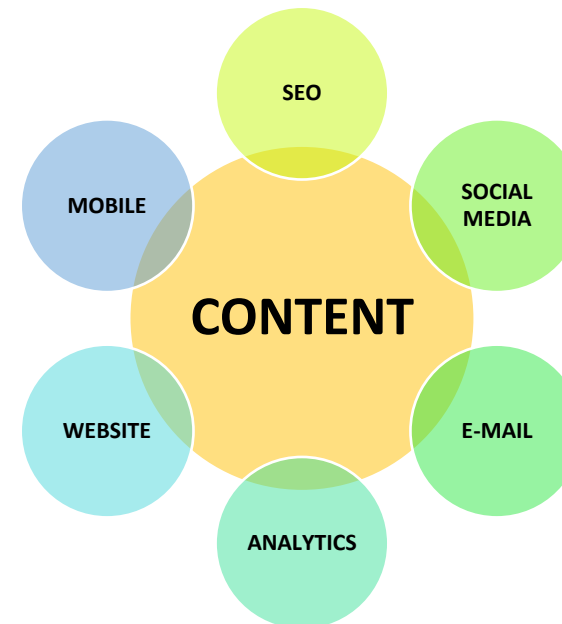 SEO
MOBILE
SOCIAL
MEDIA
CONTENT
WEBSITE
E-MAIL
ANALYTICS